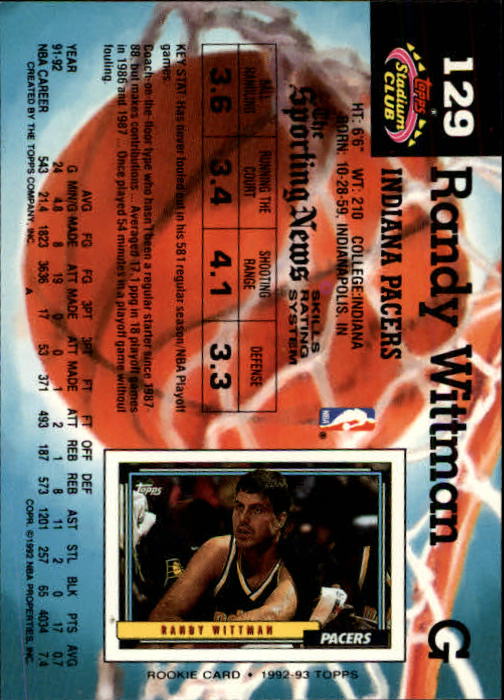 129 Randy Wittman G
Topps
Stadium
CLUB
INDIANA PACERS
HT: 6'6" WT: 210 COLLEGE: INDIANA
BORN: 10-28-59, INDIANAPOLIS, IN
The
Sporting News
SKILLS
RATING
SYSTEM
NBA
BALL
HANDLING
RUNNING THE
COURT
SHOOTING
RANGE
DEFENSE
3.6 3.4 4.1 3.3
KEY STAT: Has never fouled out in his 581 regular season/NBA Playoff
games.
Coach-on-the-floor type who hasn't been a regular starter since 1987-
88, but makes contributions ... Averaged 17.1 ppg in 18 playoff games
in 1986 and 1987 ... Once played 54 minutes in a playoff game without
fouling.
AVG FG FG 3PT 3PT FT FT OFF DEF
YEAR G MIN/G MADE ATT MADE ATT MADE ATT REB REB AST STL BLK PTS AVG
91-92 24 4.8 8 19 0 0 1 2 1 8 11 2 0 17 0.7
NBA CAREER 543 21.4 1823 3636 17 53 371 493 187 573 1201 257 65 4034 7.4
CREATED BY THE TOPPS COMPANY, INC. A COPR. ©1992 NBA PROPERTIES, INC.
Topps
RANDY WITTMAN
PACERS
ROOKIE CARD • 1992-93 TOPPS